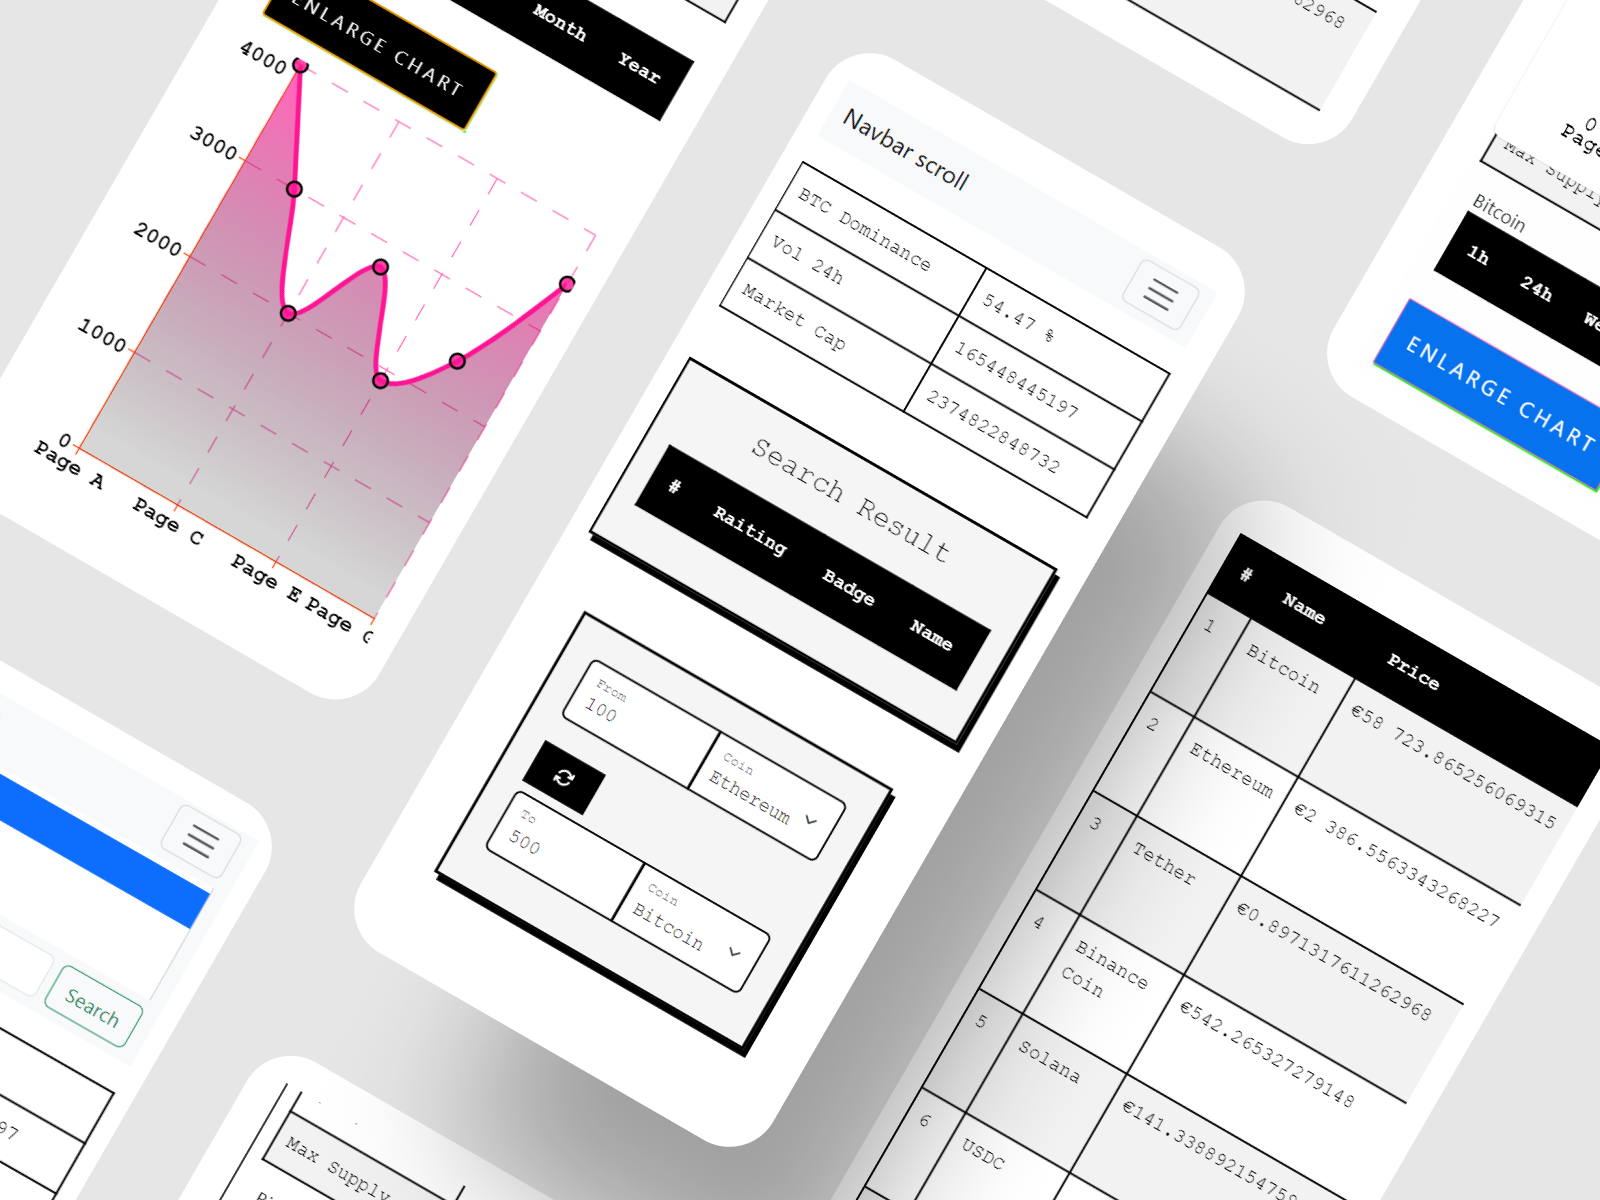 ENLARGE CHART
Month Year
4000
3000
2000
1000
0
Page A
Page C
Page E
Page
Navbar scroll
BTC Dominance 54.47 %
Vol 24h 165448445197
Market Cap 2374822848732
Search Result
# Raiting Badge Name
From
100
Coin
Ethereum
To
500
Coin
Bitcoin
62968
0
Page
Max Supply
Bitcoin
1h 24h
ENLARGE CHART
# Name Price
1 Bitcoin €58 723.865256069315
2 Ethereum €2 386.5563343268227
3 Tether €0.8971317611262968
4 Binance Coin €542.265327279148
5 Solana €141.338892154759
6 USDC
Search
97
Max Supply